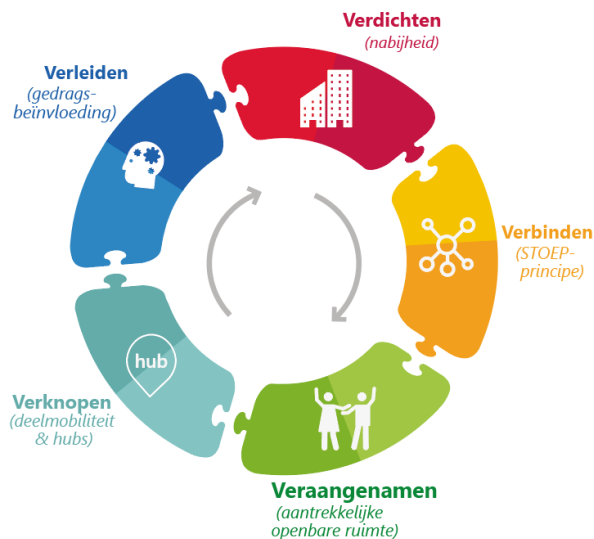 Verdichten
(nabijheid)
Verbinden
(STOEP-
principe)
Veraangenamen
(aantrekkelijke
openbare ruimte)
Verknopen
(deelmobiliteit
& hubs)
hub
Verleiden
(gedrags-
beïnvloeding)